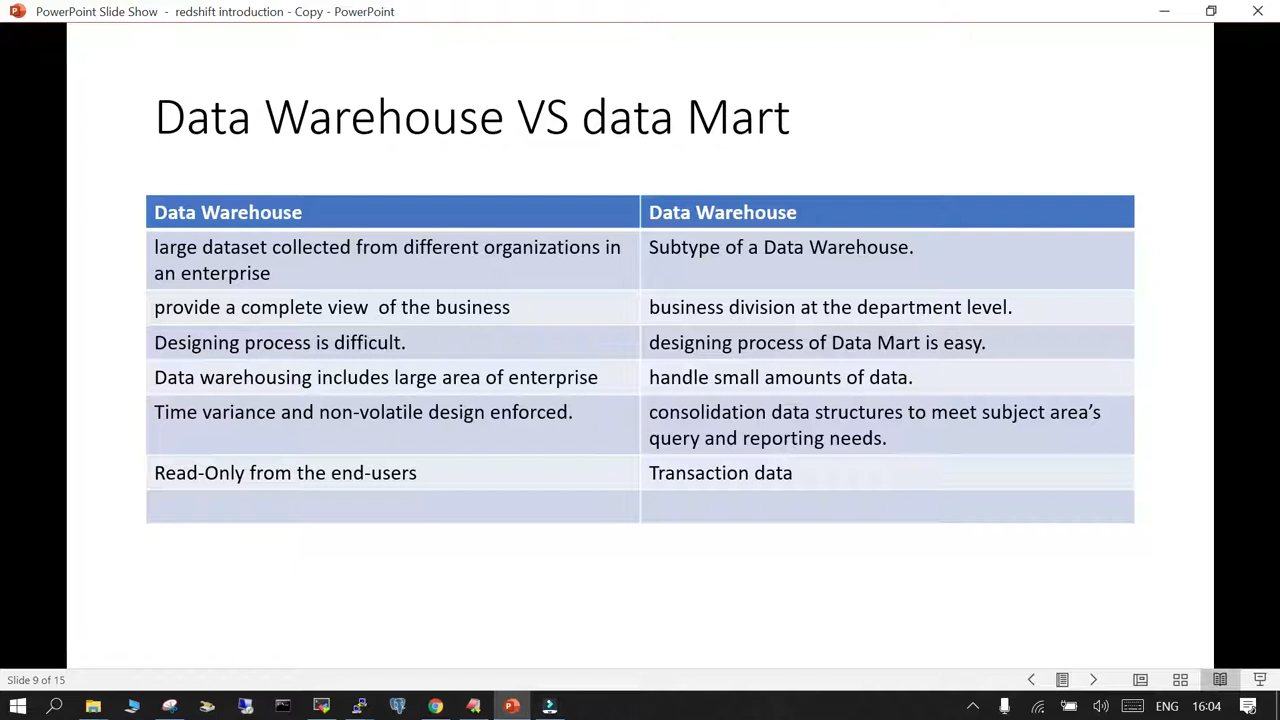 PowerPoint Slide Show - redshift introduction - Copy - PowerPoint
Data Warehouse VS data Mart
Data Warehouse
Data Warehouse
large dataset collected from different organizations in
an enterprise
Subtype of a Data Warehouse.
provide a complete view  of the business
business division at the department level.
Designing process is difficult.
designing process of Data Mart is easy.
Data warehousing includes large area of enterprise
handle small amounts of data.
Time variance and non-volatile design enforced.
consolidation data structures to meet subject area’s
query and reporting needs.
Read-Only from the end-users
Transaction data
Slide 9 of 15
ENG
16:04